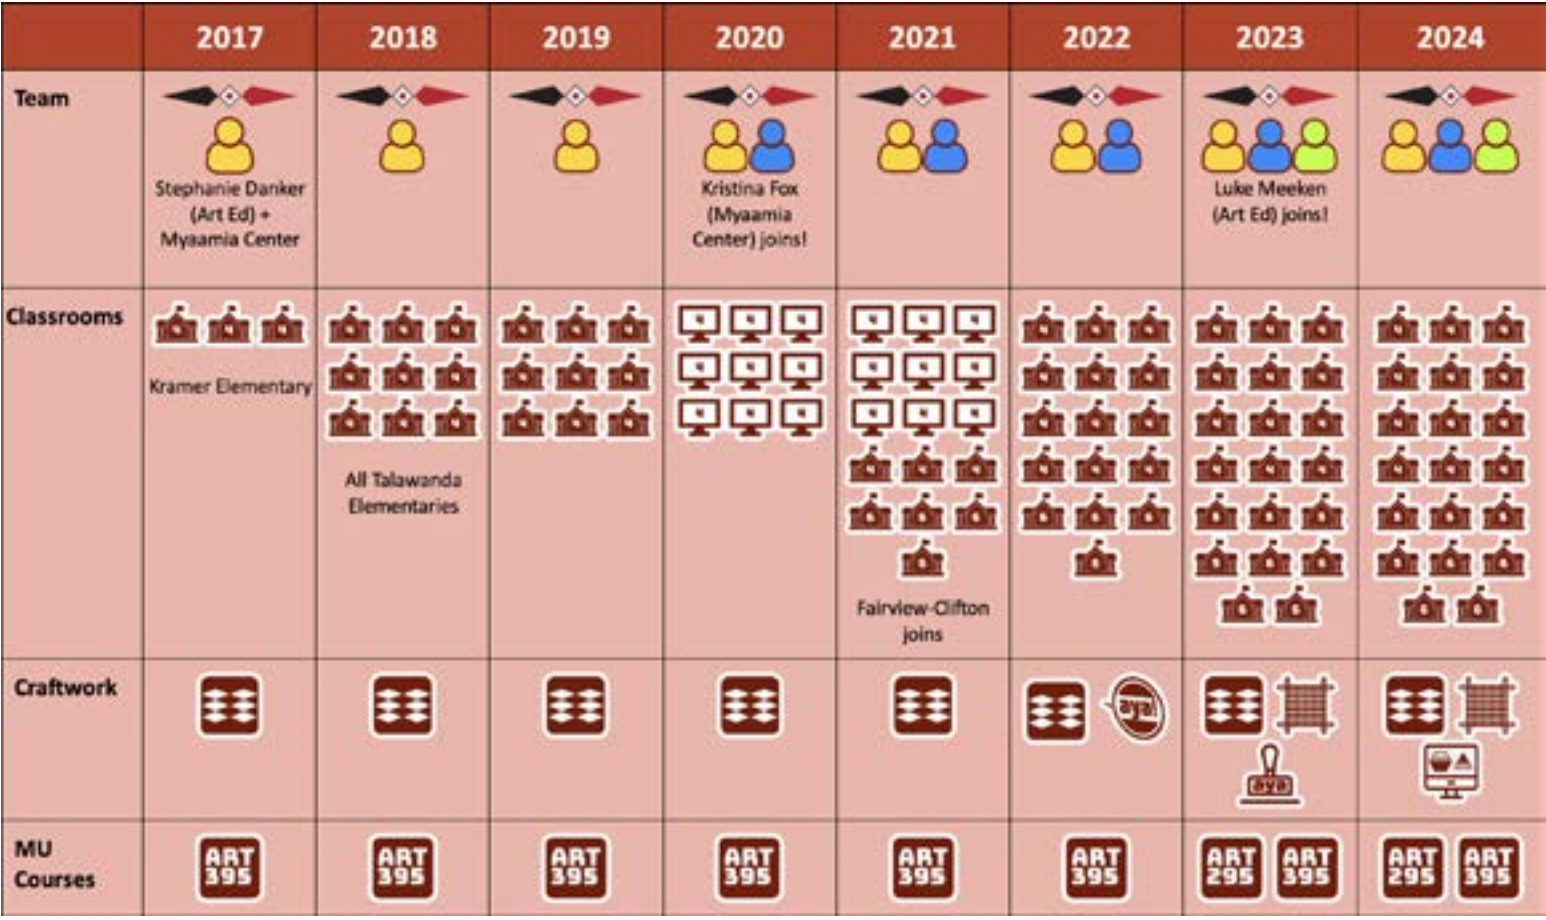 2017 2018 2019 2020 2021 2022 2023 2024
Team
Stephanie Danker
(Art Ed) +
Myaamia Center
Kristina Fox
(Myaamia
Center) joins!
Luke Meeken
(Art Ed) joins!
Classrooms
Kramer Elementary
All Talawanda
Elementaries
Fairview-Clifton
joins
Craftwork
aya!
aya
MU
Courses
ART
395
ART
395
ART
395
ART
395
ART
395
ART
395
ART
295
ART
395
ART
295
ART
395